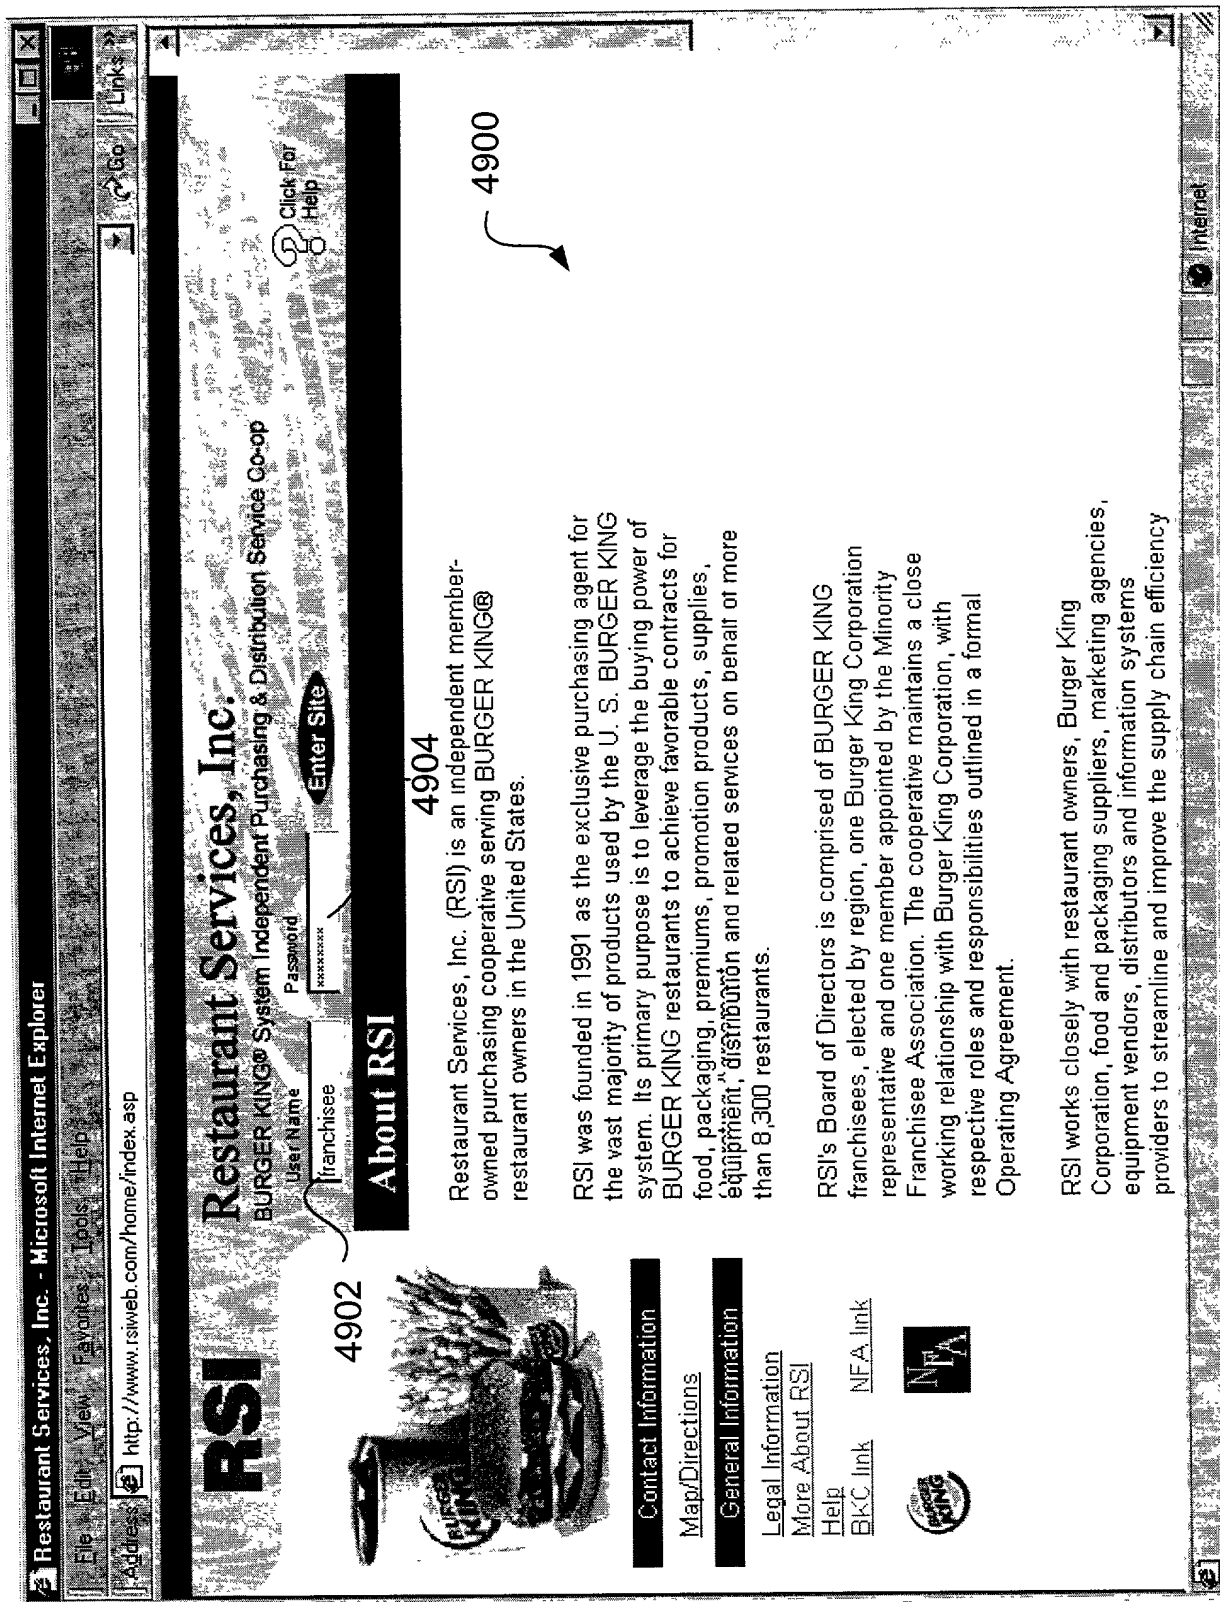 Restaurant Services, Inc. - Microsoft Internet Explorer
File Edit View Favorites Tools Help
Address http://www.rsiweb.com/home/index.asp Go Links »
RSI
Restaurant Services, Inc.
BURGER KING® System Independent Purchasing & Distribution Service Co-op
User Name Password
franchisee xxxxxxxx Enter Site
Click For
Help
4902
4904
4900
About RSI
BURGER
KING
Contact Information
Map/Directions
General Information
Legal Information
More About RSI
Help
BKC link NFA link
BURGER
KING
NFA
Restaurant Services, Inc. (RSI) is an independent member-
owned purchasing cooperative serving BURGER KING®
restaurant owners in the United States.
RSI was founded in 1991 as the exclusive purchasing agent for
the vast majority of products used by the U. S. BURGER KING
system. Its primary purpose is to leverage the buying power of
BURGER KING restaurants to achieve favorable contracts for
food, packaging, premiums, promotion products, supplies,
equipment, distribution and related services on behalf of more
than 8,300 restaurants.
RSI's Board of Directors is comprised of BURGER KING
franchisees, elected by region, one Burger King Corporation
representative and one member appointed by the Minority
Franchisee Association. The cooperative maintains a close
working relationship with Burger King Corporation, with
respective roles and responsibilities outlined in a formal
Operating Agreement.
RSI works closely with restaurant owners, Burger King
Corporation, food and packaging suppliers, marketing agencies,
equipment vendors, distributors and information systems
providers to streamline and improve the supply chain efficiency
Internet